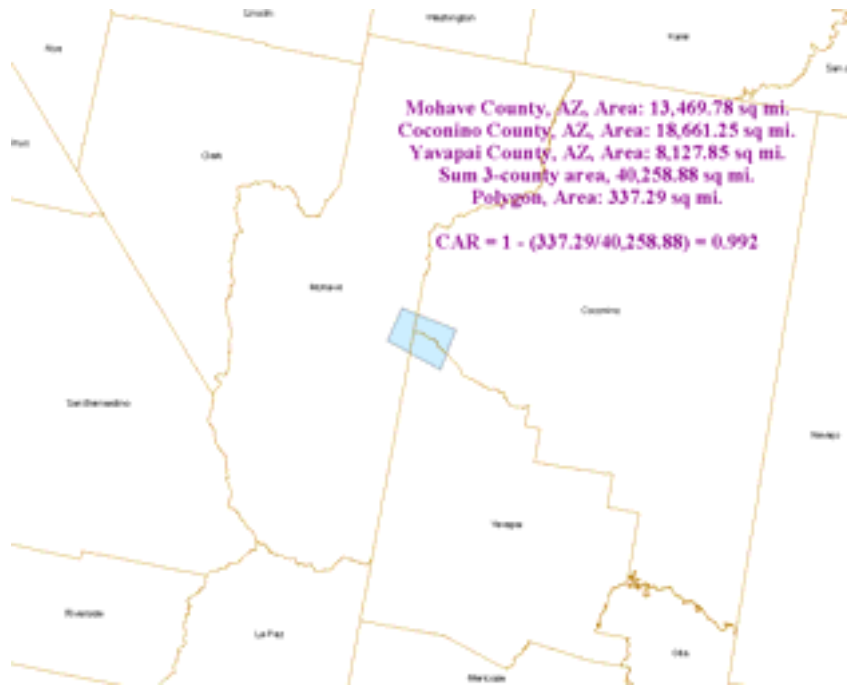 Lincoln
Washington
Kane
Nye
San J
Mohave County, AZ, Area: 13,469.78 sq mi.
Coconino County, AZ, Area: 18,661.25 sq mi.
Yavapai County, AZ, Area: 8,127.85 sq mi.
Sum 3-county area, 40,258.88 sq mi.
Polygon, Area: 337.29 sq mi.
Clark
CAR = 1 - (337.29/40,258.88) = 0.992
Mohave
Coconino
San Bernardino
Navajo
Yavapai
Riverside
La Paz
Gila
Maricopa